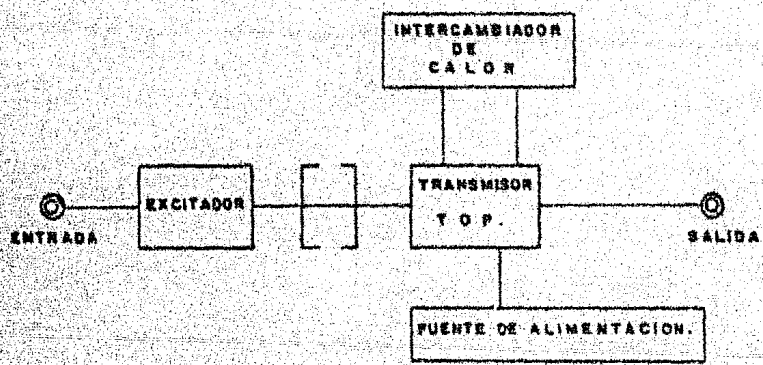 INTERCAMBIADOR
DE
CALOR
EXCITADOR
TRANSMISOR
T O P.
ENTRADA
SALIDA
FUENTE DE ALIMENTACION.